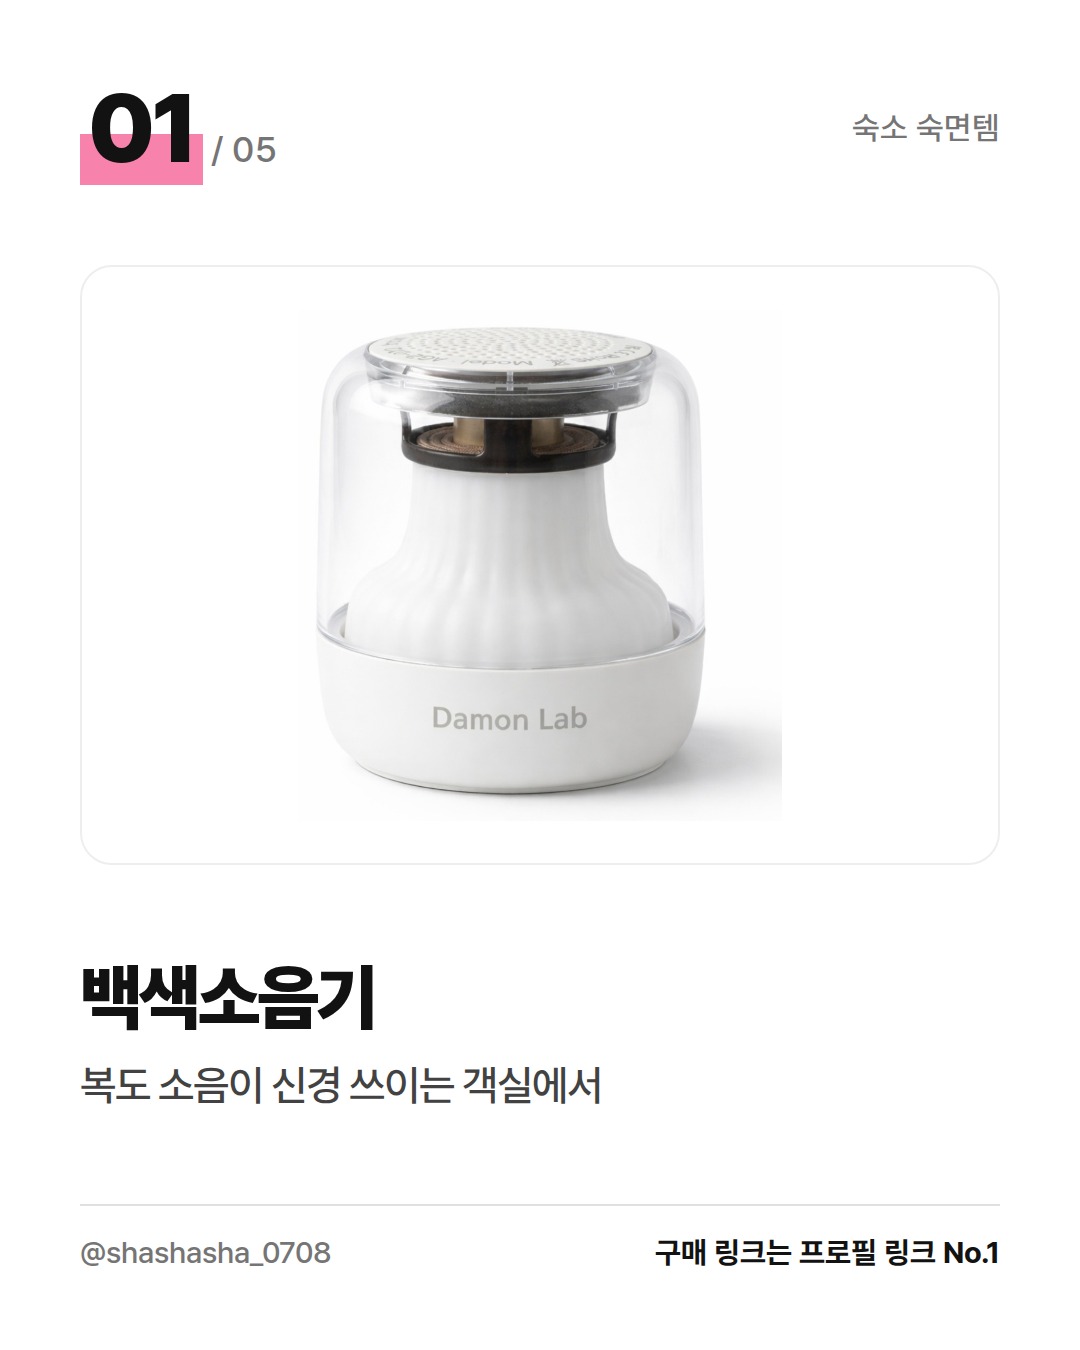 01 / 05
숙소 숙면템
Model
Damon Lab
백색소음기
복도 소음이 신경 쓰이는 객실에서
@shashasha_0708
구매 링크는 프로필 링크 No.1